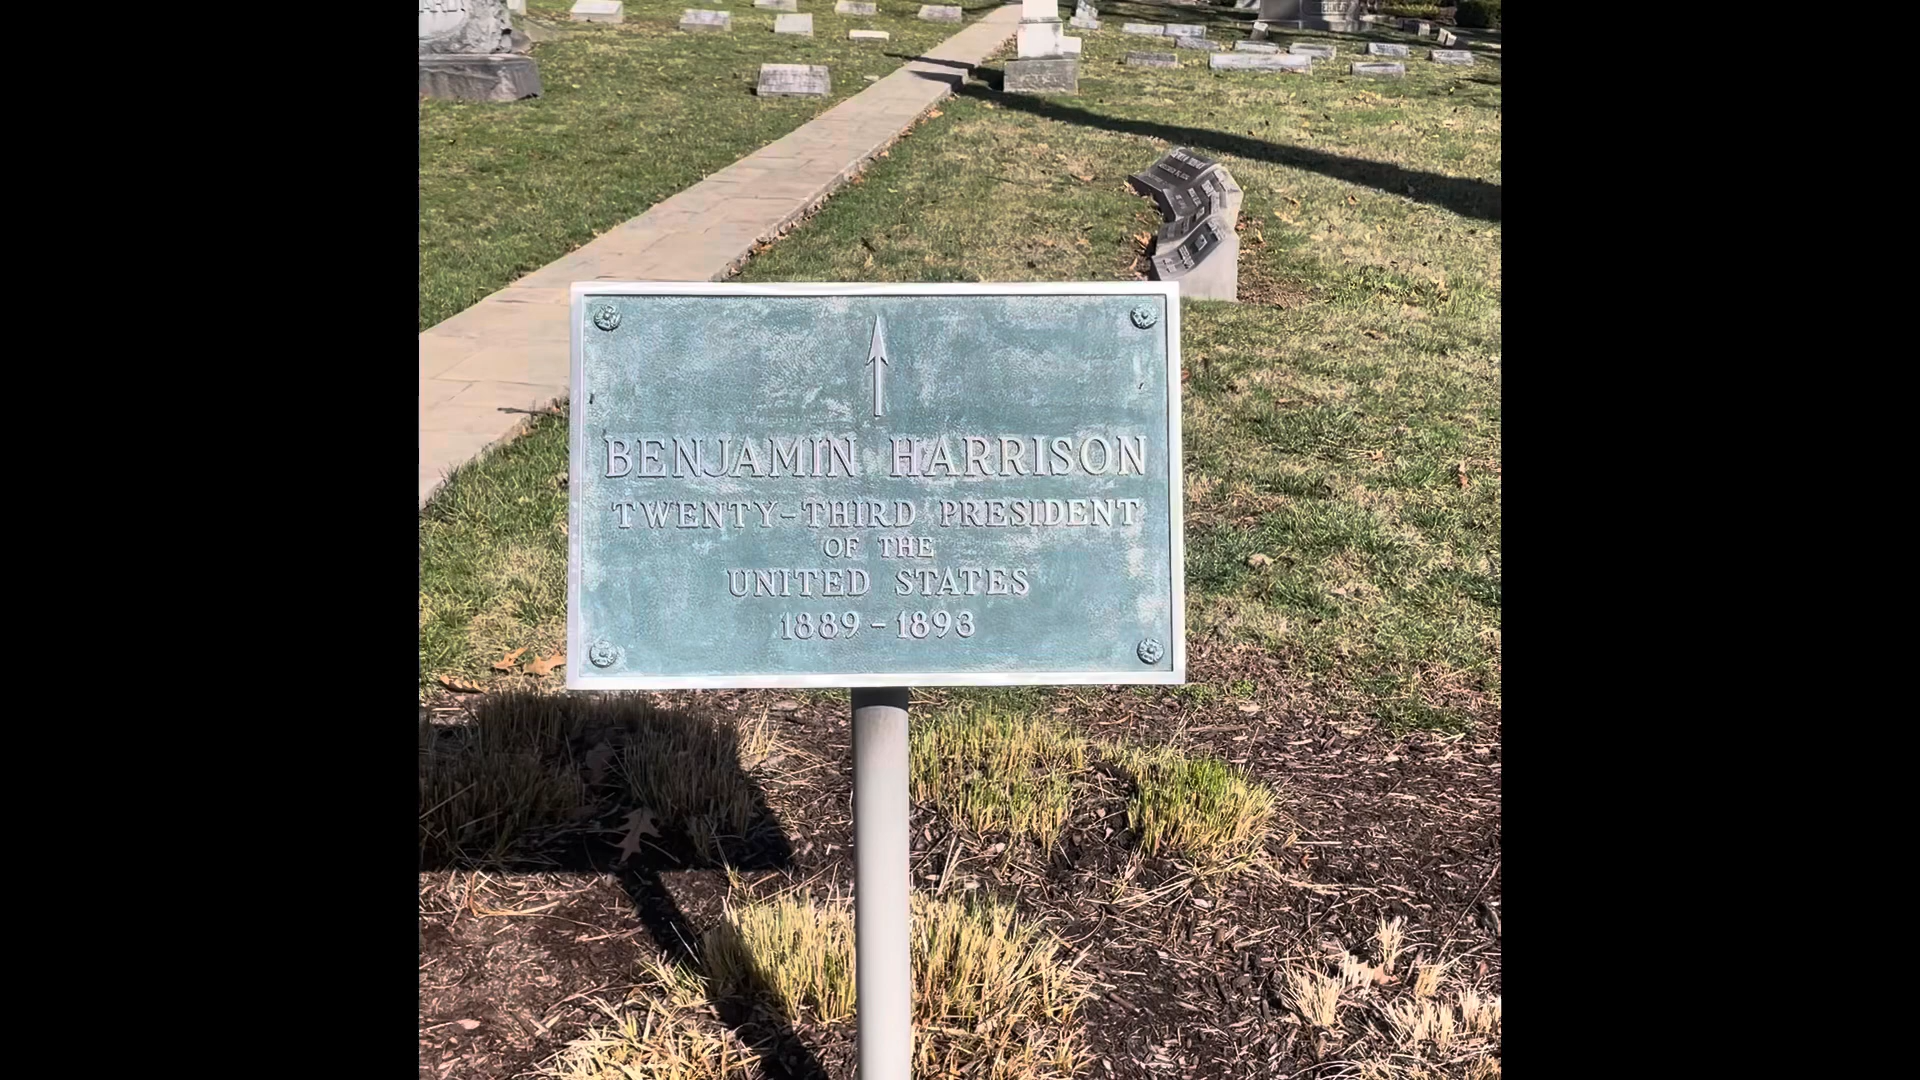 BENJAMIN HARRISON
TWENTY-THIRD PRESIDENT
OF THE
UNITED STATES
1889-1893